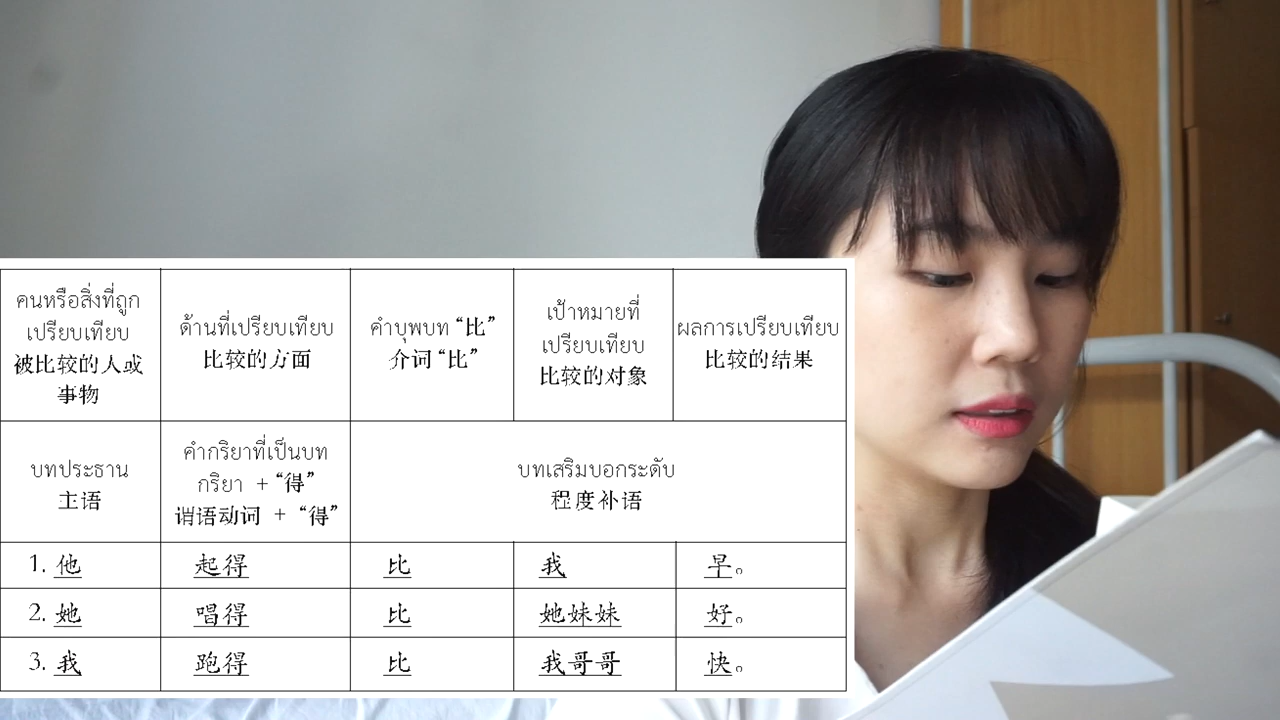 คนหรือสิ่งที่ถูก
เปรียบเทียบ
被比较的人或
事物
ด้านที่เปรียบเทียบ
比较的方面
คำบุพบท “比”
介词“比”
เป้าหมายที่
เปรียบเทียบ
比较的对象
ผลการเปรียบเทียบ
比较的结果
บทประธาน
主语
คำกริยาที่เป็นบท
กริยา + “得”
谓语动词 + “得”
บทเสริมบอกระดับ
程度补语
1. 他 起得 比 我 早。
2. 她 唱得 比 她妹妹 好。
3. 我 跑得 比 我哥哥 快。